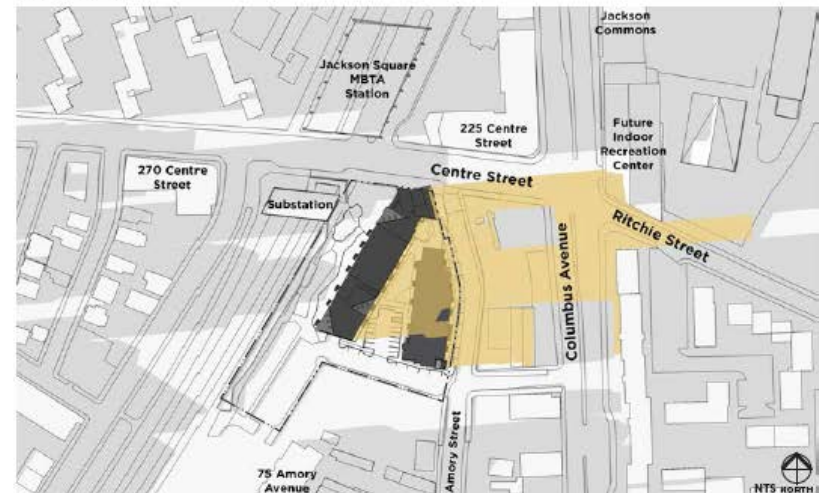 Jackson
Commons
Jackson Square
MBTA
Station
225 Centre
Street
Future
Indoor
Recreation
Center
270 Centre
Street
Centre Street
Substation
Ritchie Street
Columbus Avenue
Amory Street
75 Amory
Avenue
NTS NORTH